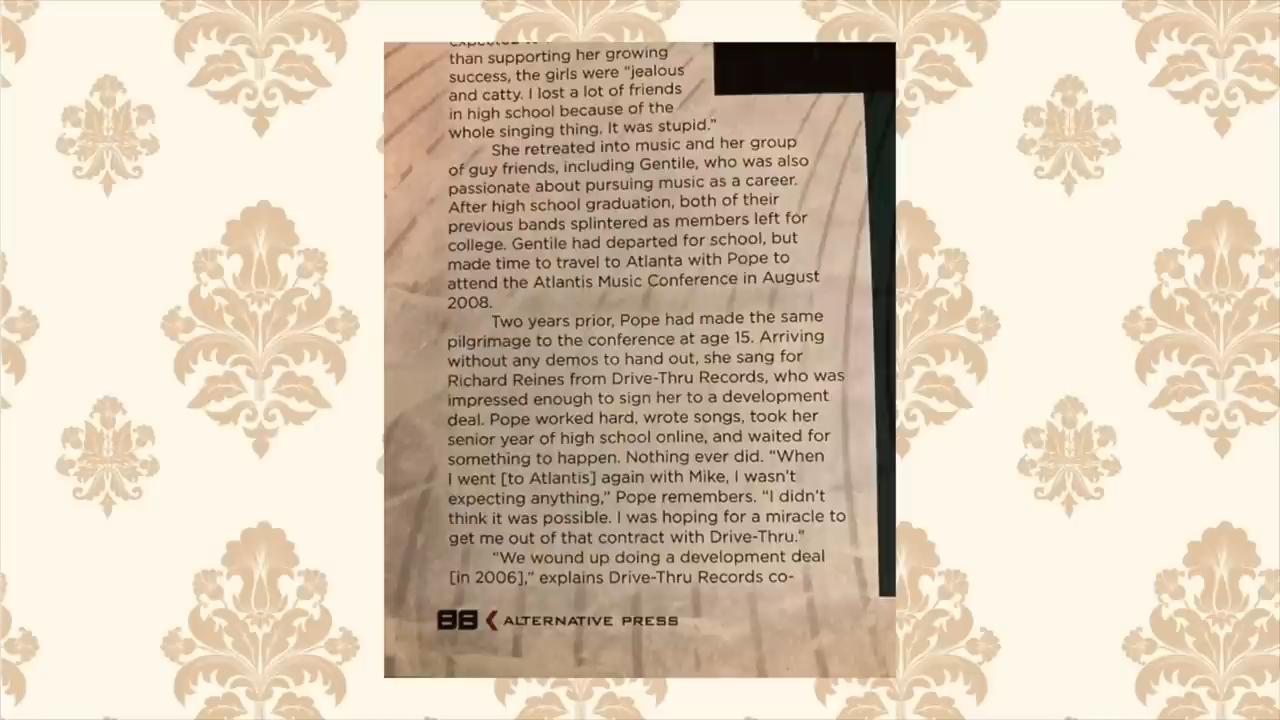 than supporting her growing
success, the girls were "jealous
and catty. I lost a lot of friends
in high school because of the
whole singing thing. It was stupid."
She retreated into music and her group
of guy friends, including Gentile, who was also
passionate about pursuing music as a career.
After high school graduation, both of their
previous bands splintered as members left for
college. Gentile had departed for school, but
made time to travel to Atlanta with Pope to
attend the Atlantis Music Conference in August
2008.
Two years prior, Pope had made the same
pilgrimage to the conference at age 15. Arriving
without any demos to hand out, she sang for
Richard Reines from Drive-Thru Records, who was
impressed enough to sign her to a development
deal. Pope worked hard, wrote songs, took her
senior year of high school online, and waited for
something to happen. Nothing ever did. "When
I went [to Atlantis] again with Mike, I wasn't
expecting anything," Pope remembers. "I didn't
think it was possible. I was hoping for a miracle to
get me out of that contract with Drive-Thru."
"We wound up doing a development deal
[in 2006]," explains Drive-Thru Records co-
88 ALTERNATIVE PRESS